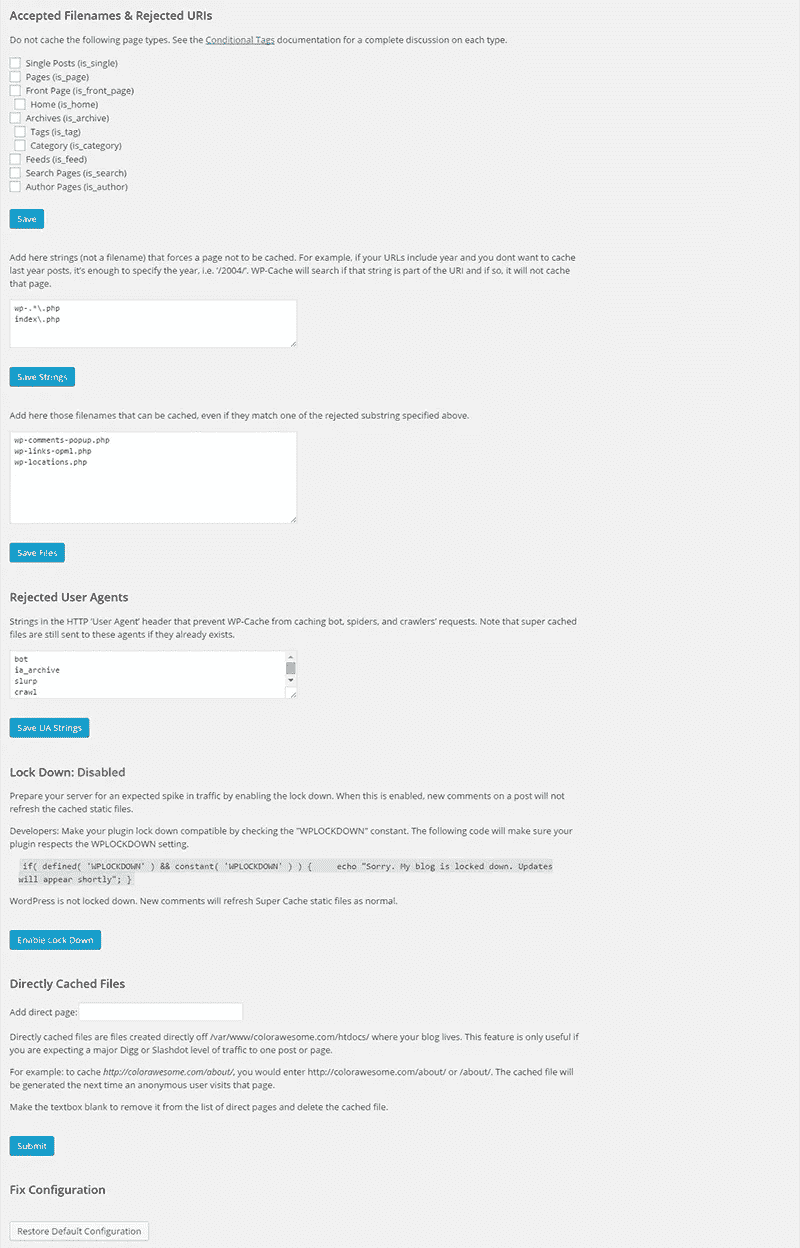 Accepted Filenames & Rejected URIs
Do not cache the following page types. See the Conditional Tags documentation for a complete discussion on each type.
Single Posts (is_single)
Pages (is_page)
Front Page (is_front_page)
Home (is_home)
Archives (is_archive)
Tags (is_tag)
Category (is_category)
Feeds (is_feed)
Search Pages (is_search)
Author Pages (is_author)
Save
Add here strings (not a filename) that forces a page not to be cached. For example, if your URLs include year and you dont want to cache
last year posts, it's enough to specify the year, i.e. '/2004/'. WP-Cache will search if that string is part of the URI and if so, it will not cache
that page.
wp-.*\.php
index\.php
Save Strings
Add here those filenames that can be cached, even if they match one of the rejected substring specified above.
wp-comments-popup.php
wp-links-opml.php
wp-locations.php
Save Files
Rejected User Agents
Strings in the HTTP 'User Agent' header that prevent WP-Cache from caching bot, spiders, and crawlers' requests. Note that super cached
files are still sent to these agents if they already exists.
bot
ia_archive
slurp
crawl
Save UA Strings
Lock Down: Disabled
Prepare your server for an expected spike in traffic by enabling the lock down. When this is enabled, new comments on a post will not
refresh the cached static files.
Developers: Make your plugin lock down compatible by checking the "WPLOCKDOWN" constant. The following code will make sure your
plugin respects the WPLOCKDOWN setting.
if( defined( 'WPLOCKDOWN' ) && constant( 'WPLOCKDOWN' ) ) { echo "Sorry. My blog is locked down. Updates
will appear shortly"; }
WordPress is not locked down. New comments will refresh Super Cache static files as normal.
Enable Lock Down
Directly Cached Files
Add direct page:
Directly cached files are files created directly off /var/www/colorawesome.com/htdocs/ where your blog lives. This feature is only useful if
you are expecting a major Digg or Slashdot level of traffic to one post or page.
For example: to cache http://colorawesome.com/about/, you would enter http://colorawesome.com/about/ or /about/. The cached file will
be generated the next time an anonymous user visits that page.
Make the textbox blank to remove it from the list of direct pages and delete the cached file.
Submit
Fix Configuration
Restore Default Configuration